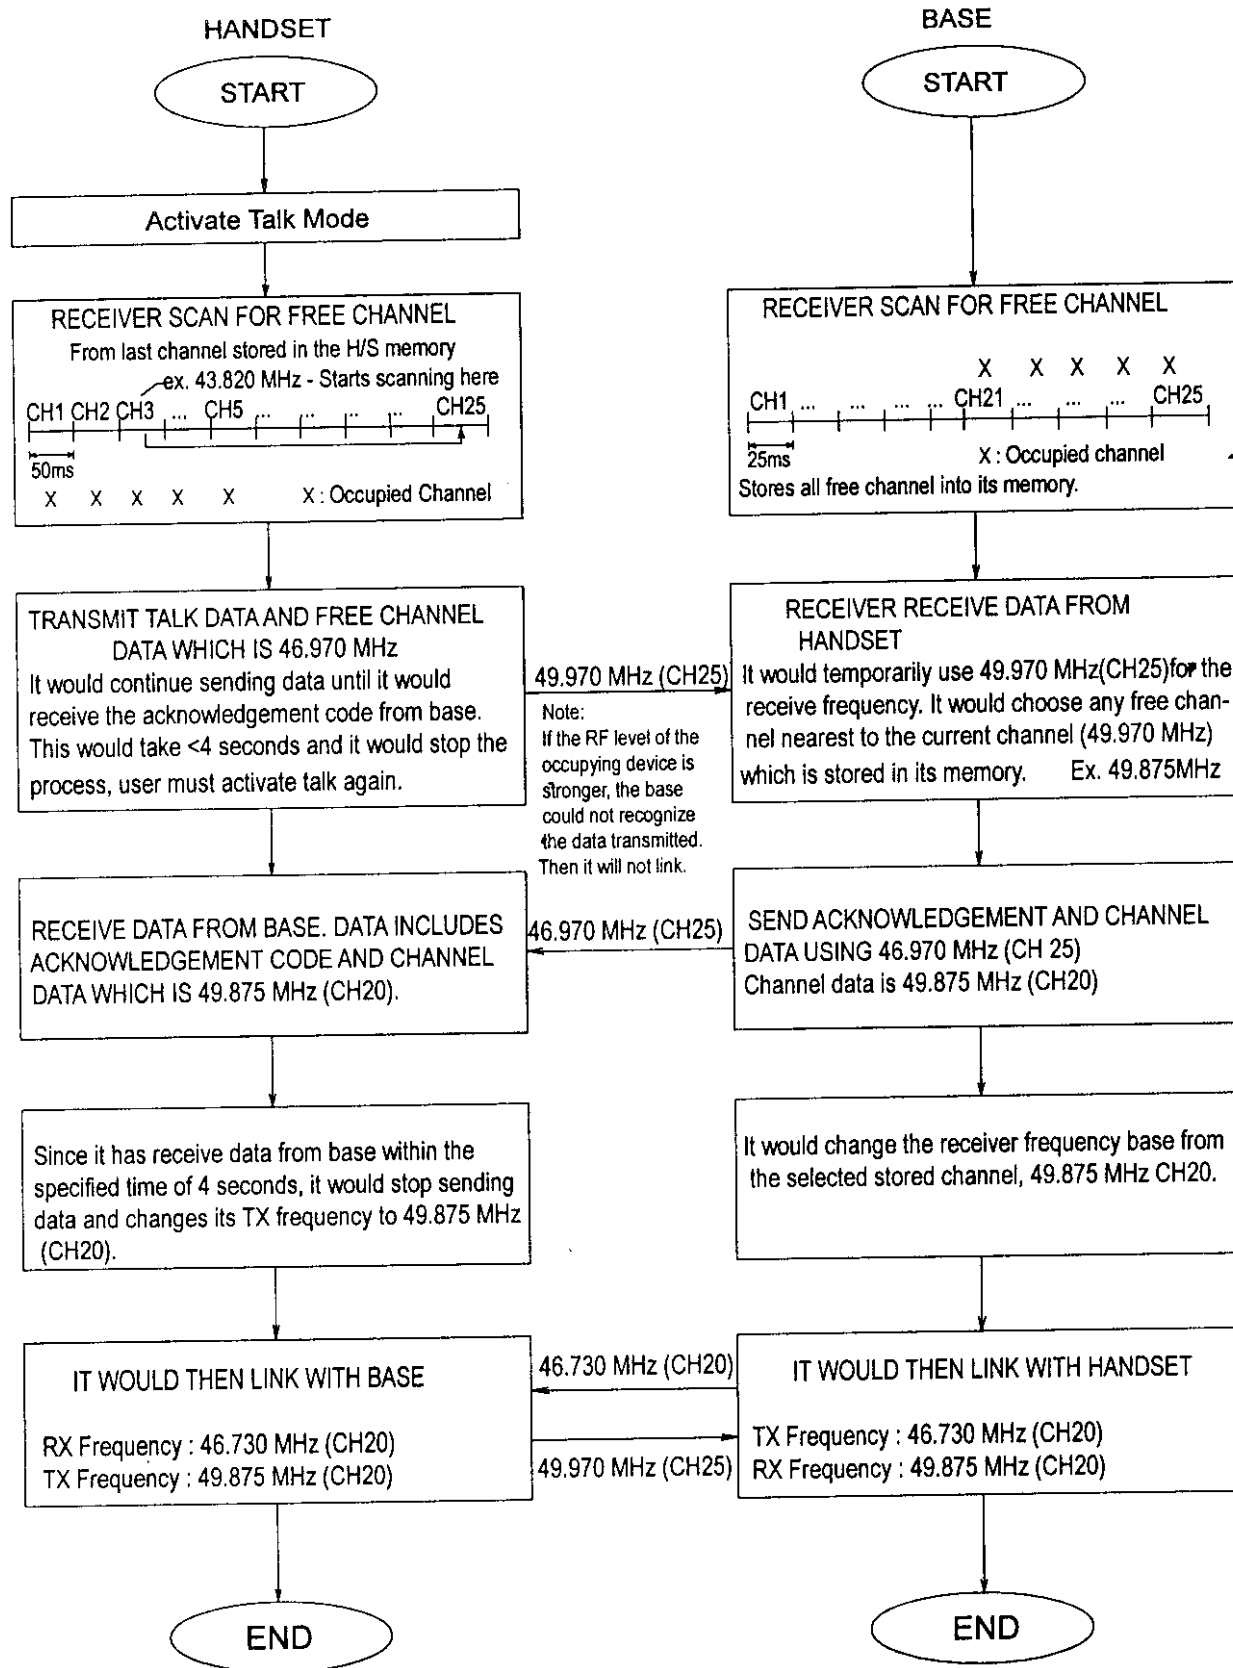 HANDSET
START
Activate Talk Mode
RECEIVER SCAN FOR FREE CHANNEL
From last channel stored in the H/S memory
ex. 43.820 MHz - Starts scanning here
CH1 CH2 CH3 ... CH5 ... .. .. .. CH25
50ms
X X X X X X : Occupied Channel
TRANSMIT TALK DATA AND FREE CHANNEL
DATA WHICH IS 46.970 MHz
It would continue sending data until it would
receive the acknowledgement code from base.
This would take <4 seconds and it would stop the
process, user must activate talk again.
RECEIVE DATA FROM BASE. DATA INCLUDES
ACKNOWLEDGEMENT CODE AND CHANNEL
DATA WHICH IS 49.875 MHz (CH20).
Since it has receive data from base within the
specified time of 4 seconds, it would stop sending
data and changes its TX frequency to 49.875 MHz
(CH20).
IT WOULD THEN LINK WITH BASE
RX Frequency : 46.730 MHz (CH20)
TX Frequency : 49.875 MHz (CH20)
END
49.970 MHz (CH25)
Note:
If the RF level of the
occupying device is
stronger, the base
could not recognize
the data transmitted.
Then it will not link.
46.970 MHz (CH25)
46.730 MHz (CH20)
49.970 MHz (CH25)
BASE
START
RECEIVER SCAN FOR FREE CHANNEL
X X X X X
CH1 ... ... ... ... CH21 ... ... ... CH25
25ms
X : Occupied channel
Stores all free channel into its memory.
RECEIVER RECEIVE DATA FROM
HANDSET
It would temporarily use 49.970 MHz(CH25)for the
receive frequency. It would choose any free chan-
nel nearest to the current channel (49.970 MHz)
which is stored in its memory. Ex. 49.875MHz
SEND ACKNOWLEDGEMENT AND CHANNEL
DATA USING 46.970 MHz (CH 25)
Channel data is 49.875 MHz (CH20)
It would change the receiver frequency base from
the selected stored channel, 49.875 MHz CH20.
IT WOULD THEN LINK WITH HANDSET
TX Frequency : 46.730 MHz (CH20)
RX Frequency : 49.875 MHz (CH20)
END